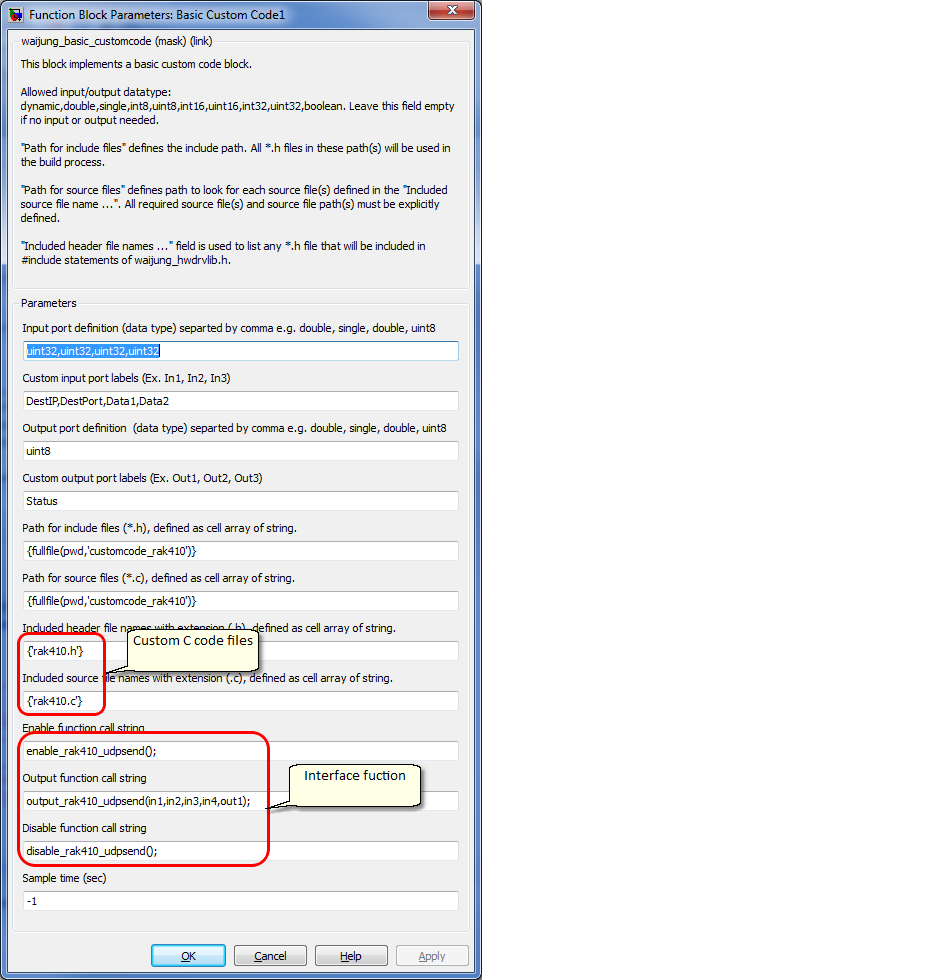 Function Block Parameters: Basic Custom Code1
waijung_basic_customcode (mask) (link)
This block implements a basic custom code block.
Allowed input/output datatype:
dynamic,double,single,int8,uint8,int16,uint16,int32,uint32,boolean. Leave this field empty
if no input or output needed.
"Path for include files" defines the include path. All *.h files in these path(s) will be used in
the build process.
"Path for source files" defines path to look for each source file(s) defined in the "Included
source file name ...". All required source file(s) and source file path(s) must be explicitly
defined.
"Included header file names ..." field is used to list any *.h file that will be included in
#include statements of waijung_hwdrvlib.h.
Parameters
Input port definition (data type) separted by comma e.g. double, single, double, uint8
uint32,uint32,uint32,uint32
Custom input port labels (Ex. In1, In2, In3)
DestIP,DestPort,Data1,Data2
Output port definition  (data type) separted by comma e.g. double, single, double, uint8
uint8
Custom output port labels (Ex. Out1, Out2, Out3)
Status
Path for include files (*.h), defined as cell array of string.
{fullfile(pwd,'customcode_rak410')}
Path for source files (*.c), defined as cell array of string.
{fullfile(pwd,'customcode_rak410')}
Included header file names with extension (.h), defined as cell array of string.
Custom C code files
{'rak410.h'}
Included source file names with extension (.c), defined as cell array of string.
{'rak410.c'}
Enable function call string
enable_rak410_udpsend();
Interface fuction
Output function call string
output_rak410_udpsend(in1,in2,in3,in4,out1);
Disable function call string
disable_rak410_udpsend();
Sample time (sec)
-1
OK
Cancel
Help
Apply